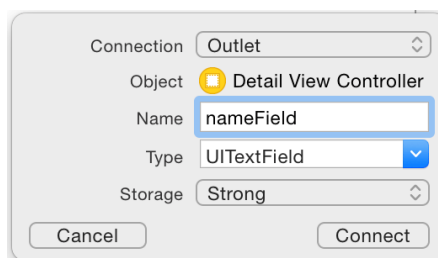 Connection Outlet
Object Detail View Controller
Name nameField
Type UITextField
Storage Strong
Cancel Connect